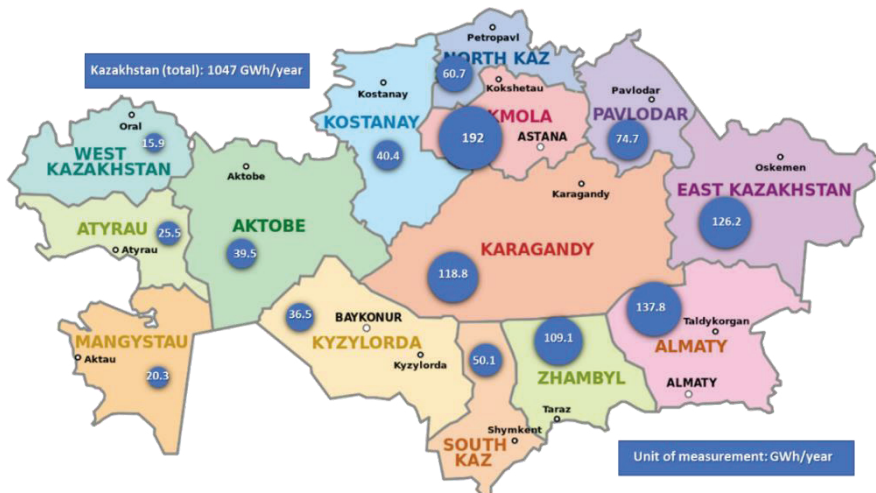 Kazakhstan (total): 1047 GWh/year
Petropavl
NORTH KAZ
60.7
Kokshetau
Kostanay
KOSTANAY
40.4
KMOLA
192
ASTANA
Pavlodar
PAVLODAR
74.7
Oral
15.9
WEST
KAZAKHSTAN
Aktobe
AKTOBE
39.5
ATYRAU
25.5
Atyrau
Karagandy
KARAGANDY
118.8
Oskemen
EAST KAZAKHSTAN
126.2
MANGYSTAU
Aktau
20.3
36.5
BAYKONUR
KYZYLORDA
Kyzylorda
50.1
SOUTH
KAZ
Shymkent
109.1
ZHAMBYL
Taraz
137.8
Taldykorgan
ALMATY
ALMATY
Unit of measurement: GWh/year